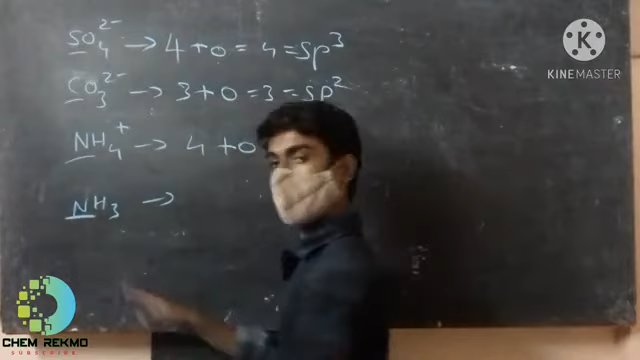 SO₄²⁻ → 4+0 = 4 = SP³
CO₃²⁻ → 3+0 = 3 = SP²
NH₄⁺ → 4+0
NH₃ →
KINEMASTER
CHEM REKMO
SUBSCRIBE